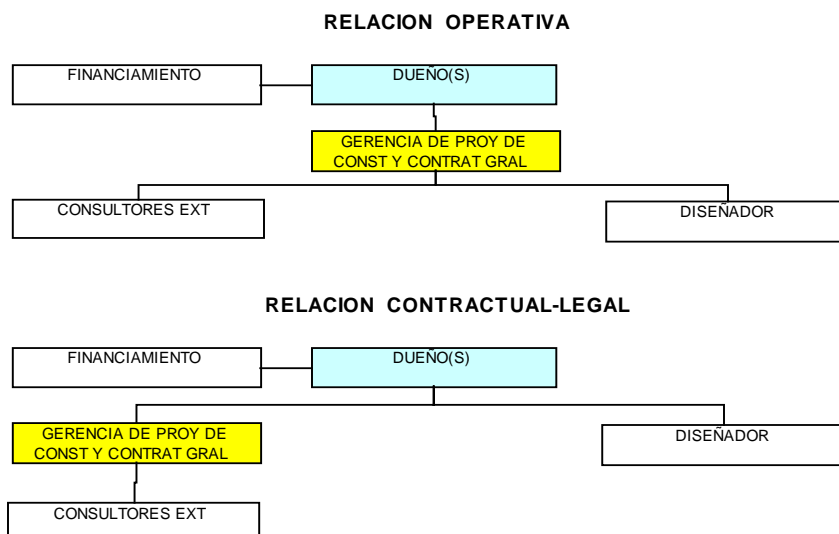 RELACION OPERATIVA
FINANCIAMIENTO
DUEÑO(S)
GERENCIA DE PROY DE
CONST Y CONTRAT GRAL
CONSULTORES EXT
DISEÑADOR
RELACION CONTRACTUAL-LEGAL
FINANCIAMIENTO
DUEÑO(S)
GERENCIA DE PROY DE
CONST Y CONTRAT GRAL
DISEÑADOR
CONSULTORES EXT